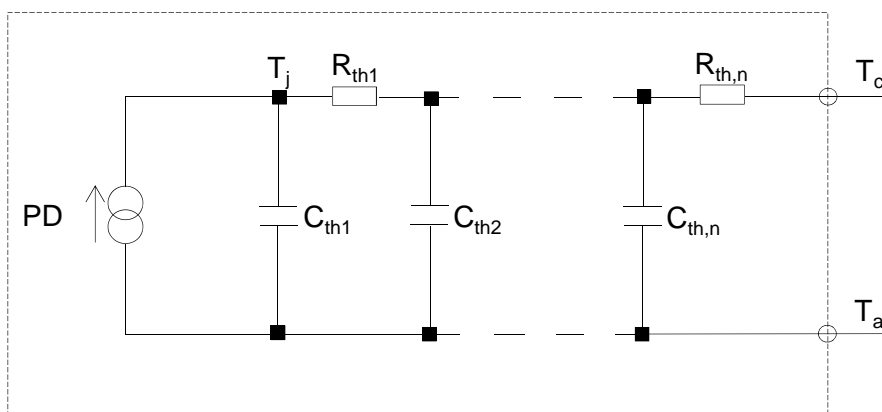 T_j
R_th1
R_th,n
T_c
PD
C_th1
C_th2
C_th,n
T_a